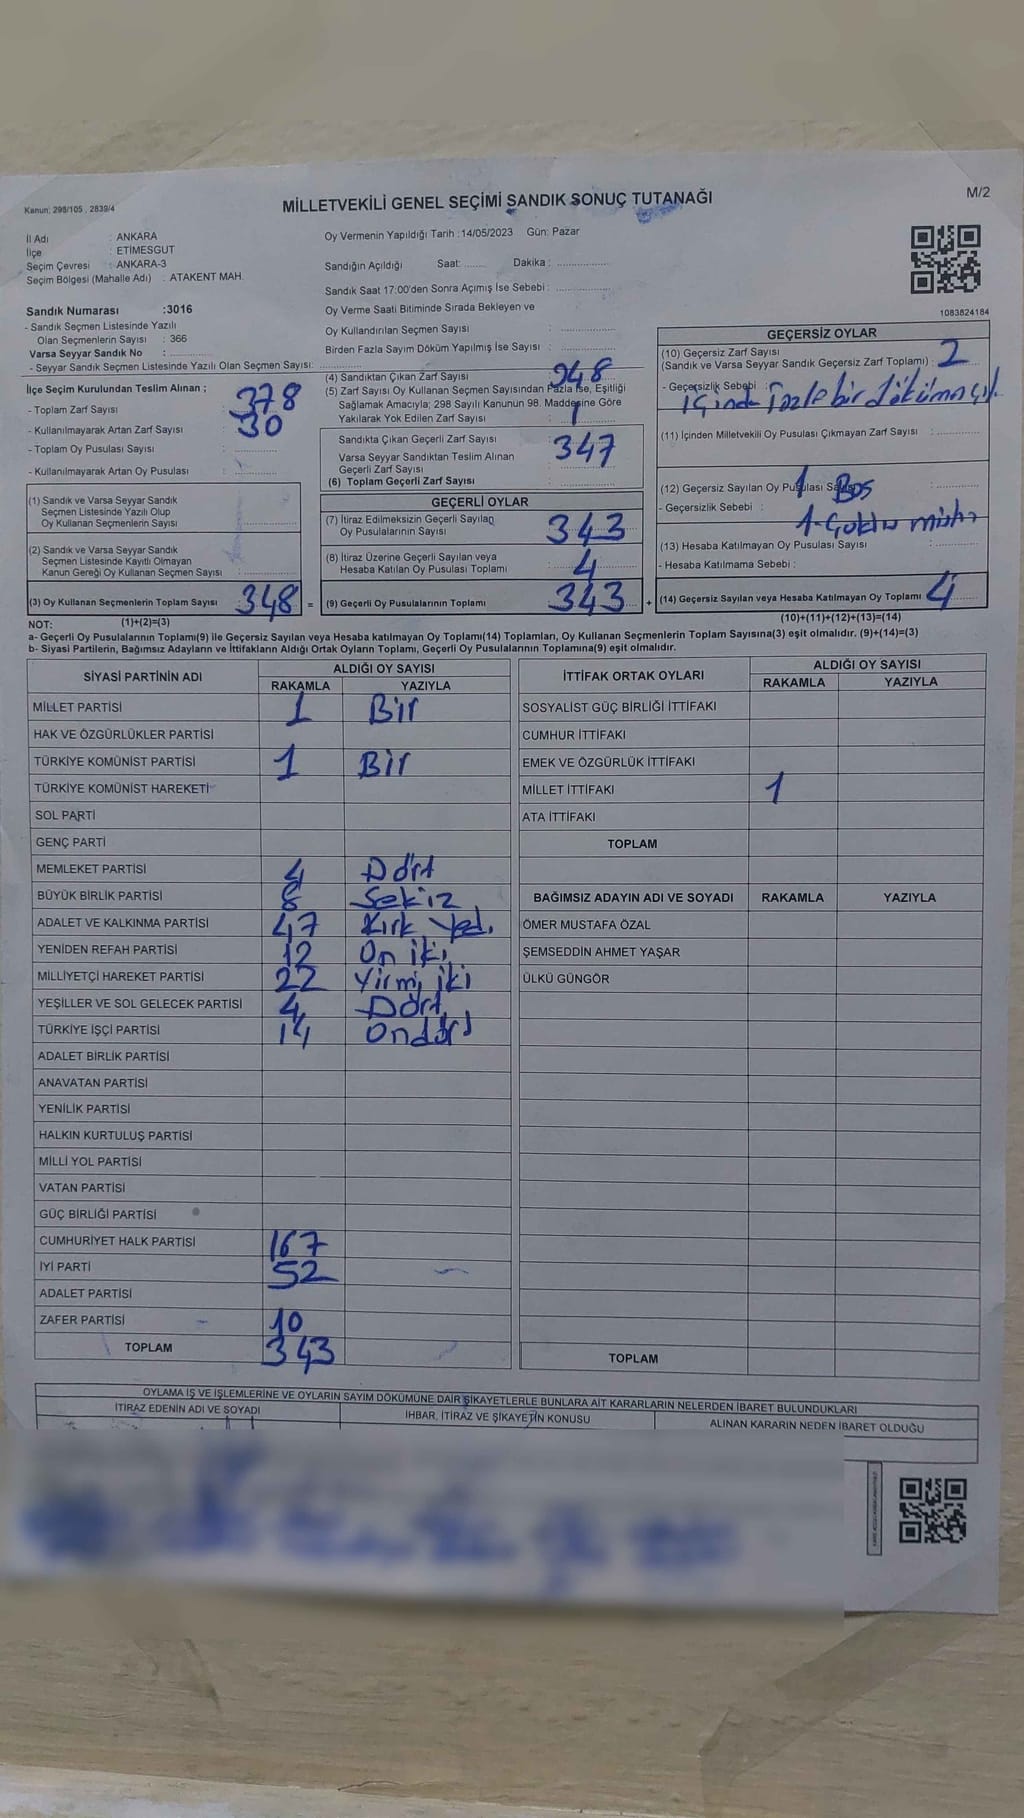 Kanun; 298/105 , 2839/4
MİLLETVEKİLİ GENEL SEÇİMİ SANDIK SONUÇ TUTANAĞI
M/2
İl Adı : ANKARA
İlçe : ETİMESGUT
Seçim Çevresi : ANKARA-3
Seçim Bölgesi (Mahalle Adı) : ATAKENT MAH.
Sandık Numarası :3016
- Sandık Seçmen Listesinde Yazılı
Olan Seçmenlerin Sayısı : 366
Varsa Seyyar Sandık No :
- Seyyar Sandık Seçmen Listesinde Yazılı Olan Seçmen Sayısı:
Oy Vermenin Yapıldığı Tarih :14/05/2023 Gün: Pazar
Sandığın Açıldığı Saat: Dakika :
Sandık Saat 17:00'den Sonra Açımış İse Sebebi :
Oy Verme Saati Bitiminde Sırada Bekleyen ve
Oy Kullandırılan Seçmen Sayısı :
Birden Fazla Sayım Döküm Yapılmış İse Sayısı :
1083824184
İlçe Seçim Kurulundan Teslim Alınan ;
- Toplam Zarf Sayısı : 378
- Kullanılmayarak Artan Zarf Sayısı : 30
- Toplam Oy Pusulası Sayısı :
- Kullanılmayarak Artan Oy Pusulası :
(1) Sandık ve Varsa Seyyar Sandık
Seçmen Listesinde Yazılı Olup
Oy Kullanan Seçmenlerin Sayısı :
(2) Sandık ve Varsa Seyyar Sandık
Seçmen Listesinde Kayıtlı Olmayan
Kanun Gereği Oy Kullanan Seçmen Sayısı :
(3) Oy Kullanan Seçmenlerin Toplam Sayısı 348 =
(4) Sandıktan Çıkan Zarf Sayısı : 348
(5) Zarf Sayısı Oy Kullanan Seçmen Sayısından Fazla İse, Eşitliği
Sağlamak Amacıyla; 298 Sayılı Kanunun 98. Maddesine Göre
Yakılarak Yok Edilen Zarf Sayısı : 1
Sandıkta Çıkan Geçerli Zarf Sayısı : 347
Varsa Seyyar Sandıktan Teslim Alınan
Geçerli Zarf Sayısı :
(6) Toplam Geçerli Zarf Sayısı :
GEÇERLİ OYLAR
(7) İtiraz Edilmeksizin Geçerli Sayılan
Oy Pusulalarının Sayısı : 343
(8) İtiraz Üzerine Geçerli Sayılan veya
Hesaba Katılan Oy Pusulası Toplamı : 4
(9) Geçerli Oy Pusulalarının Toplamı : 343 +
GEÇERSİZ OYLAR
(10) Geçersiz Zarf Sayısı
(Sandık ve Varsa Seyyar Sandık Geçersiz Zarf Toplamı) : 2
- Geçersizlik Sebebi :
içinde fazla bir döküman
(11) İçinden Milletvekili Oy Pusulası Çıkmayan Zarf Sayısı :
(12) Geçersiz Sayılan Oy Pusulası Sayısı : 1 Boş
- Geçersizlik Sebebi : 1-Çoklu
(13) Hesaba Katılmayan Oy Pusulası Sayısı :
- Hesaba Katılmama Sebebi :
(14) Geçersiz Sayılan veya Hesaba Katılmayan Oy Toplamı 4
(10)+(11)+(12)+(13)=(14)
NOT: (1)+(2)=(3)
a- Geçerli Oy Pusulalarının Toplamı(9) ile Geçersiz Sayılan veya Hesaba katılmayan Oy Toplamı(14) Toplamları, Oy Kullanan Seçmenlerin Toplam Sayısına(3) eşit olmalıdır. (9)+(14)=(3)
b- Siyasi Partilerin, Bağımsız Adayların ve İttifakların Aldığı Ortak Oyların Toplamı, Geçerli Oy Pusulalarının Toplamına(9) eşit olmalıdır.
SİYASİ PARTİNİN ADI ALDIĞI OY SAYISI
RAKAMLA YAZIYLA
MİLLET PARTİSİ 1 Bir
HAK VE ÖZGÜRLÜKLER PARTİSİ
TÜRKİYE KOMÜNİST PARTİSİ 1 Bir
TÜRKİYE KOMÜNİST HAREKETİ
SOL PARTİ
GENÇ PARTİ
MEMLEKET PARTİSİ 4 Dört
BÜYÜK BİRLİK PARTİSİ 8 Sekiz
ADALET VE KALKINMA PARTİSİ 47 Kırk Yedi
YENİDEN REFAH PARTİSİ 12 On iki
MİLLİYETÇİ HAREKET PARTİSİ 22 Yirmi iki
YEŞİLLER VE SOL GELECEK PARTİSİ 4 Dört
TÜRKİYE İŞÇİ PARTİSİ 14 Ondört
ADALET BİRLİK PARTİSİ
ANAVATAN PARTİSİ
YENİLİK PARTİSİ
HALKIN KURTULUŞ PARTİSİ
MİLLİ YOL PARTİSİ
VATAN PARTİSİ
GÜÇ BİRLİĞİ PARTİSİ
CUMHURİYET HALK PARTİSİ 167
İYİ PARTİ 52
ADALET PARTİSİ
ZAFER PARTİSİ 10
TOPLAM 343
İTTİFAK ORTAK OYLARI ALDIĞI OY SAYISI
RAKAMLA YAZIYLA
SOSYALİST GÜÇ BİRLİĞİ İTTİFAKI
CUMHUR İTTİFAKI
EMEK VE ÖZGÜRLÜK İTTİFAKI
MİLLET İTTİFAKI 1
ATA İTTİFAKI
TOPLAM
BAĞIMSIZ ADAYIN ADI VE SOYADI RAKAMLA YAZIYLA
ÖMER MUSTAFA ÖZAL
ŞEMSEDDİN AHMET YAŞAR
ÜLKÜ GÜNGÖR
TOPLAM
OYLAMA İŞ VE İŞLEMLERİNE VE OYLARIN SAYIM DÖKÜMÜNE DAİR ŞİKAYETLERLE BUNLARA AİT KARARLARIN NELERDEN İBARET BULUNDUKLARI
İTİRAZ EDENİN ADI VE SOYADI İHBAR, İTİRAZ VE ŞİKAYETİN KONUSU ALINAN KARARIN NEDEN İBARET OLDUĞU